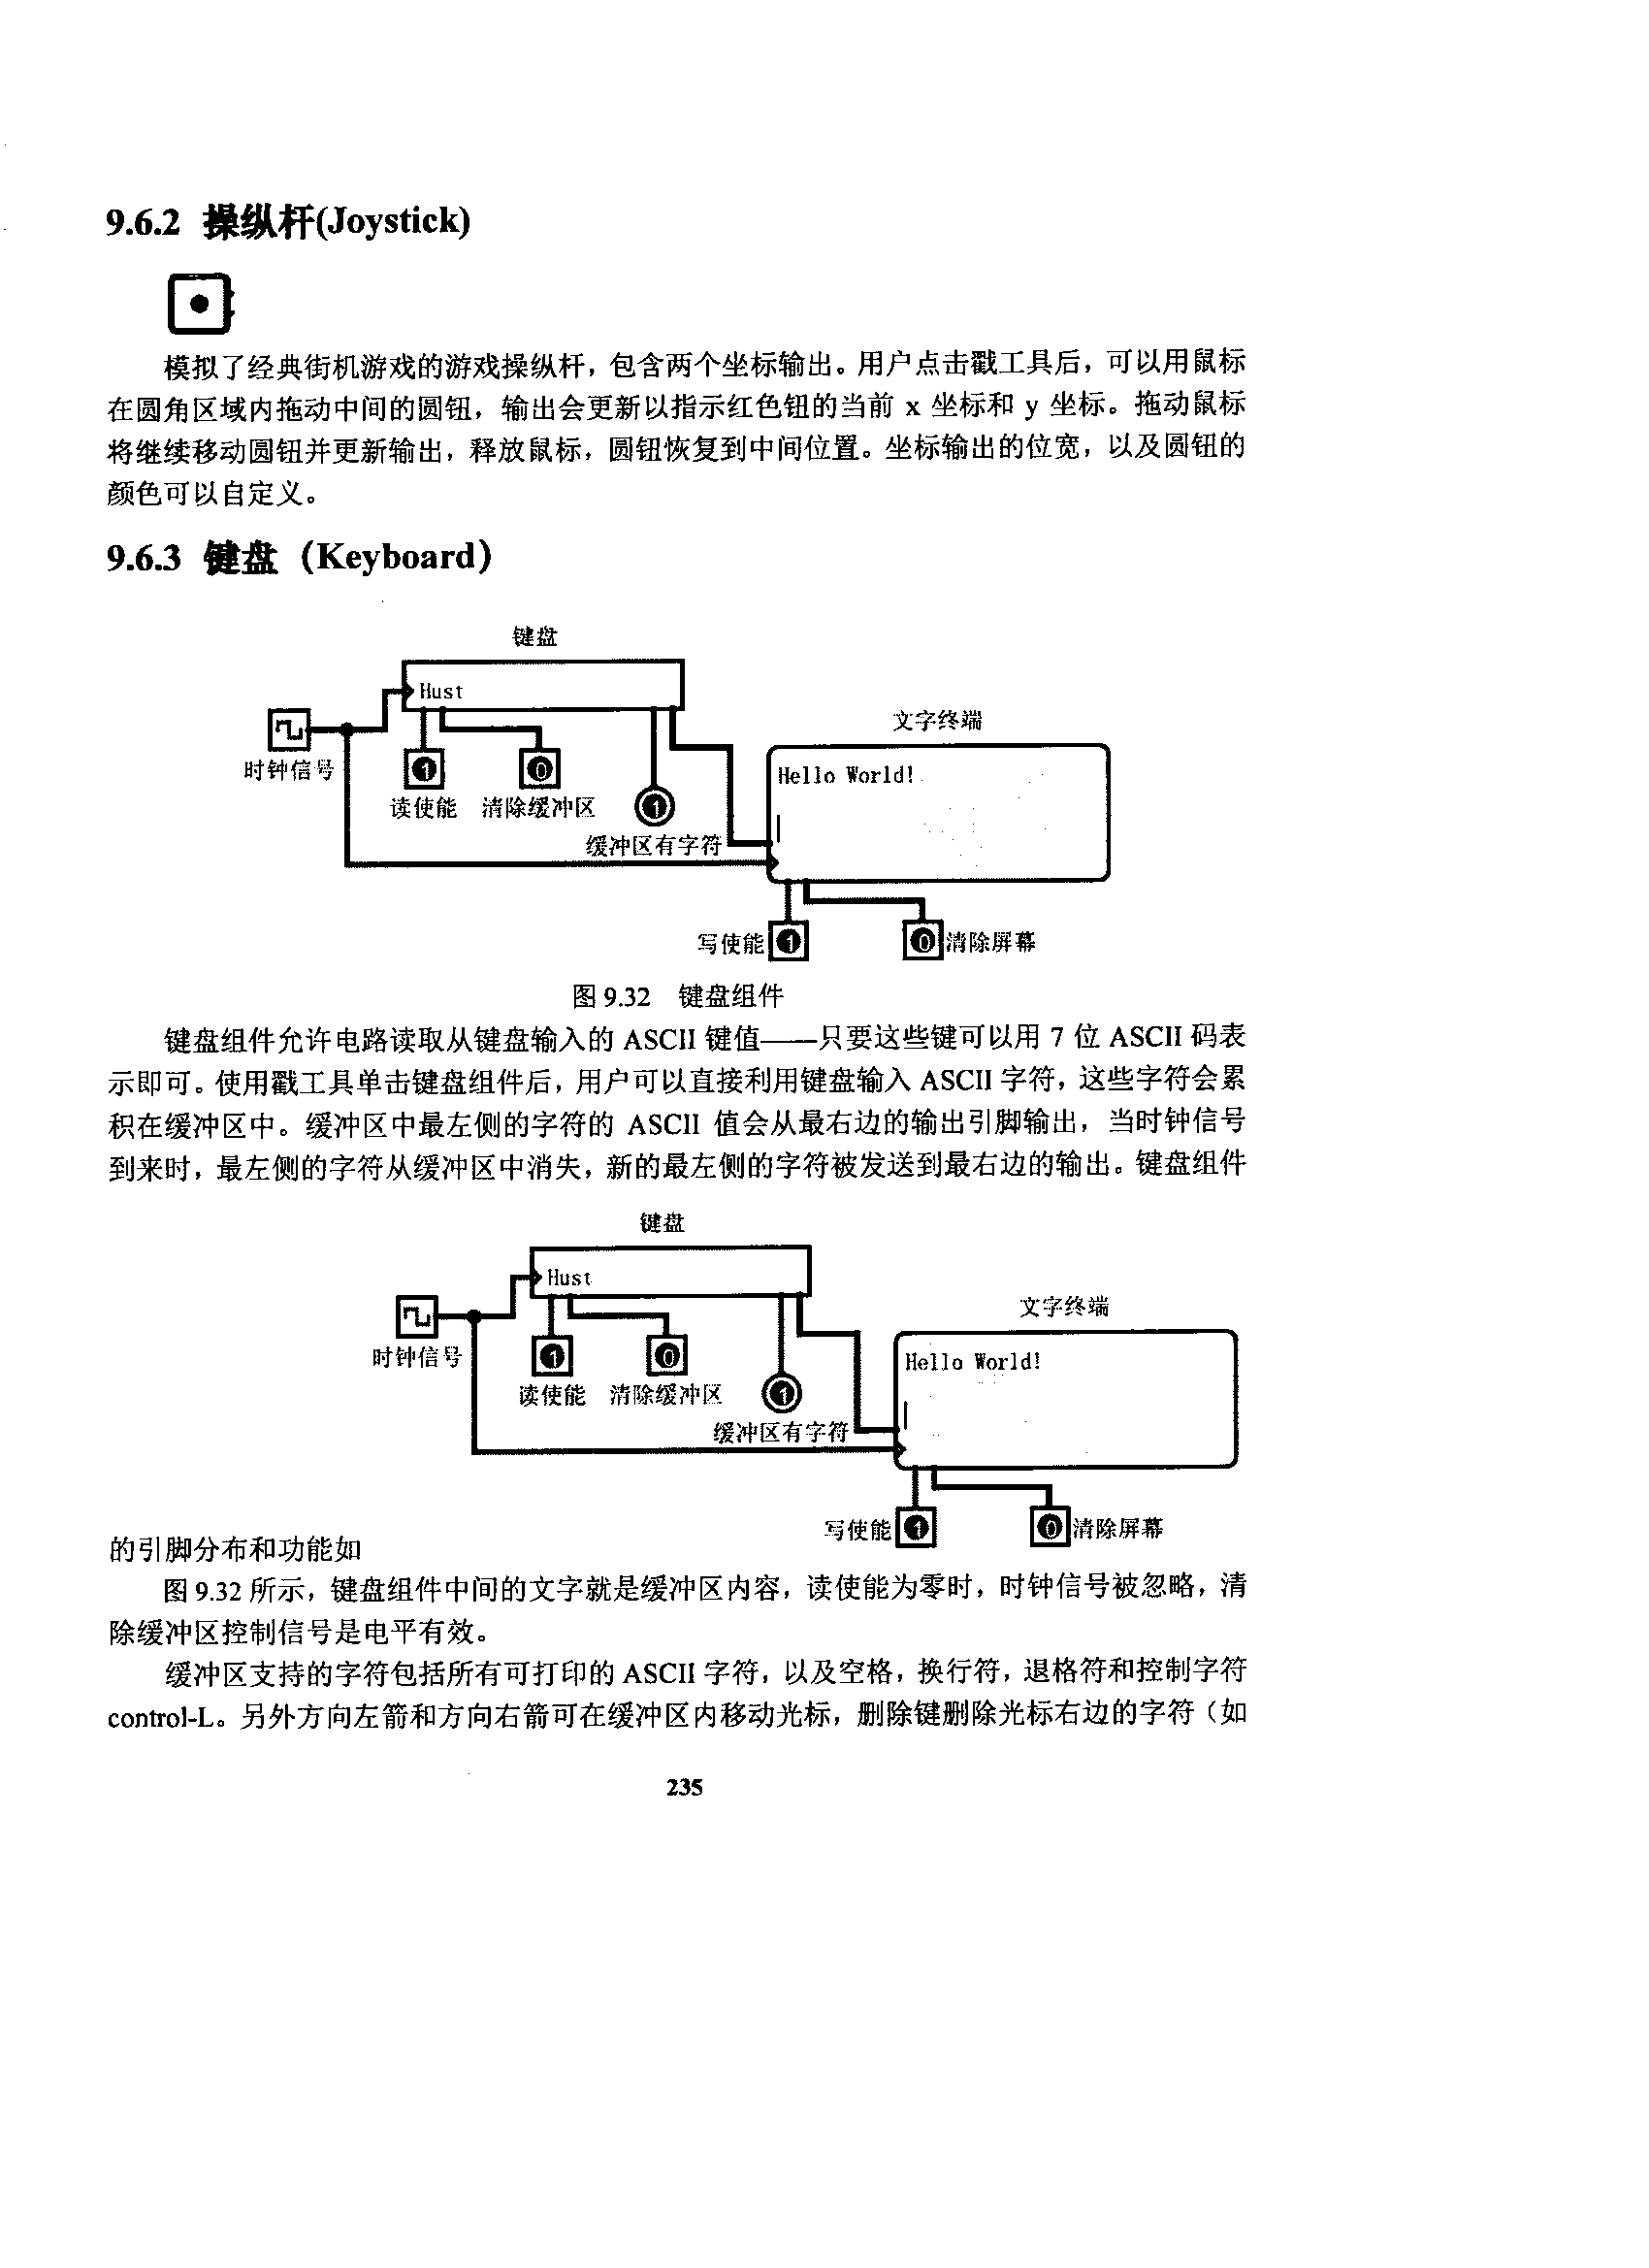 9.6.2 操纵杆(Joystick)
模拟了经典街机游戏的游戏操纵杆，包含两个坐标输出。用户点击戳工具后，可以用鼠标
在圆角区域内拖动中间的圆钮，输出会更新以指示红色钮的当前 x 坐标和 y 坐标。拖动鼠标
将继续移动圆钮并更新输出，释放鼠标，圆钮恢复到中间位置。坐标输出的位宽，以及圆钮的
颜色可以自定义。
9.6.3 键盘（Keyboard）
键盘
Hust
时钟信号
1
0
读使能
清除缓冲区
1
缓冲区有字符
文字终端
Hello World!
写使能
1
0
清除屏幕
图 9.32 键盘组件
键盘组件允许电路读取从键盘输入的 ASCII 键值——只要这些键可以用 7 位 ASCII 码表
示即可。使用戳工具单击键盘组件后，用户可以直接利用键盘输入 ASCII 字符，这些字符会累
积在缓冲区中。缓冲区中最左侧的字符的 ASCII 值会从最右边的输出引脚输出，当时钟信号
到来时，最左侧的字符从缓冲区中消失，新的最左侧的字符被发送到最右边的输出。键盘组件
键盘
Hust
时钟信号
1
0
读使能
清除缓冲区
1
缓冲区有字符
文字终端
Hello World!
写使能
1
0
清除屏幕
的引脚分布和功能如
图 9.32 所示，键盘组件中间的文字就是缓冲区内容，读使能为零时，时钟信号被忽略，清
除缓冲区控制信号是电平有效。
缓冲区支持的字符包括所有可打印的 ASCII 字符，以及空格，换行符，退格符和控制字符
control-L。另外方向左箭和方向右箭可在缓冲区内移动光标，删除键删除光标右边的字符（如
235